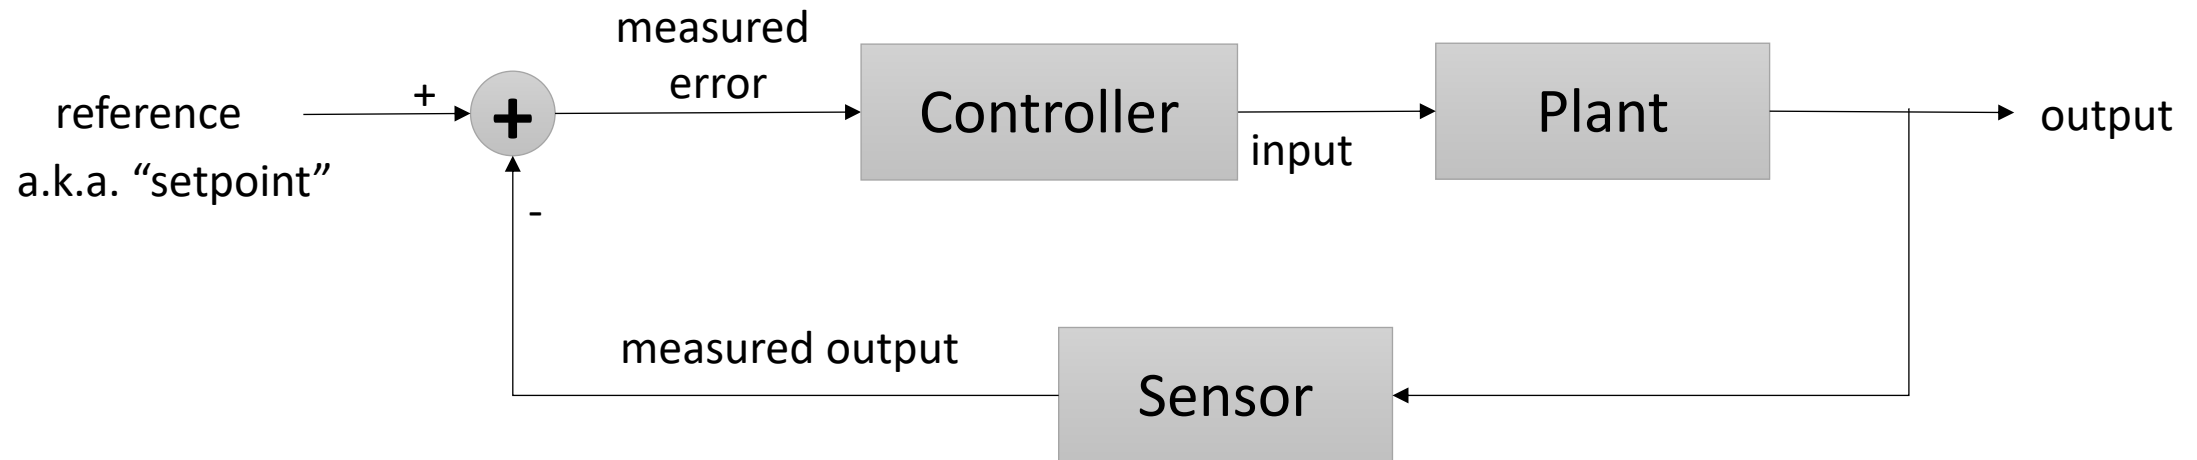 measured
error
+
reference
a.k.a. “setpoint”
+
Controller
input
Plant
output
-
measured output
Sensor